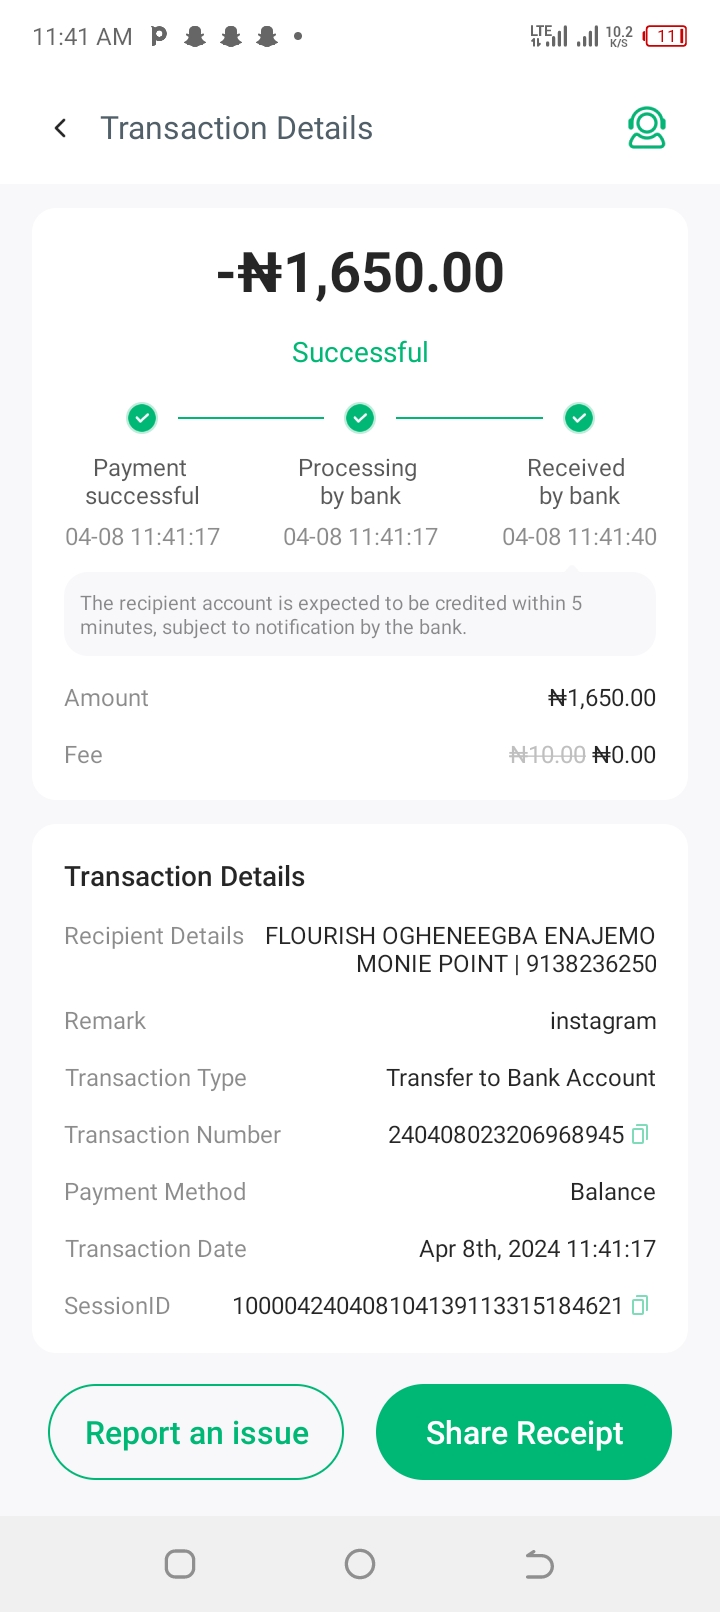 11:41 AM
LTE
10.2
K/S
11
Transaction Details
-₦1,650.00
Successful
Payment successful
Processing by bank
Received by bank
04-08 11:41:17
04-08 11:41:17
04-08 11:41:40
The recipient account is expected to be credited within 5
minutes, subject to notification by the bank.
Amount ₦1,650.00
Fee ₦10.00 ₦0.00
Transaction Details
Recipient Details FLOURISH OGHENEEGBA ENAJEMO
MONIE POINT | 9138236250
Remark instagram
Transaction Type Transfer to Bank Account
Transaction Number 240408023206968945
Payment Method Balance
Transaction Date Apr 8th, 2024 11:41:17
SessionID 100004240408104139113315184621
Report an issue
Share Receipt